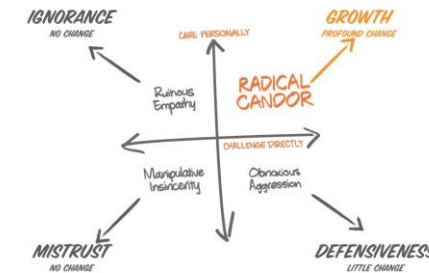 IGNORANCE
NO CHANGE
GROWTH
PROFOUND CHANGE
CARE PERSONALLY
Ruinous
Empathy
RADICAL
CANDOR
CHALLENGE DIRECTLY
Manipulative
Insincerity
Obnoxious
Aggression
MISTRUST
NO CHANGE
DEFENSIVENESS
LITTLE CHANGE